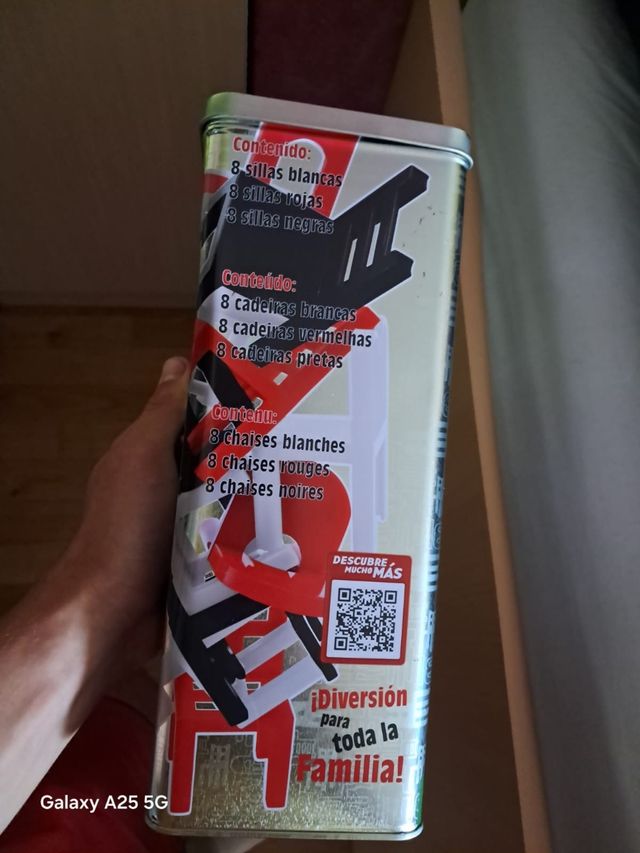 Contenido:
8 sillas blancas
8 sillas rojas
8 sillas negras
Conteúdo:
8 cadeiras brancas
8 cadeiras vermelhas
8 cadeiras pretas
Contenu:
8 chaises blanches
8 chaises rouges
8 chaises noires
DESCUBRE
MUCHO MÁS
¡Diversión
para
toda la
Familia!
Galaxy A25 5G